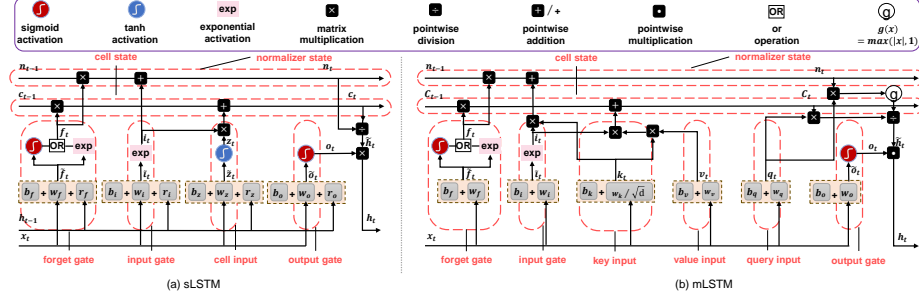 sigmoid activation
tanh activation
exp
exponential activation
matrix multiplication
pointwise division
+ / +
pointwise addition
pointwise multiplication
OR
or operation
g
g(x) = max(|x|, 1)
cell state
normalizer state
n_{t-1}
n_t
c_{t-1}
c_t
f_t
i_t
z_t
h̃_t
OR
exp
exp
o_t
f̃_t
ĩ_t
z̃_t
õ_t
b_f + w_f + r_f
b_i + w_i + r_i
b_z + w_z + r_z
b_o + w_o + r_o
h_{t-1}
x_t
h_t
forget gate
input gate
cell input
output gate
(a) sLSTM
cell state
normalizer state
n_{t-1}
n_t
C_{t-1}
C_t
g
f_t
i_t
h̃_t
OR
exp
exp
o_t
f̃_t
i_t
k_t
v_t
q_t
õ_t
b_f + w_f
b_i + w_i
b_k + w_k / √d
b_v + w_v
b_q + w_q
b_o + w_o
x_t
h_t
forget gate
input gate
key input
value input
query input
output gate
(b) mLSTM